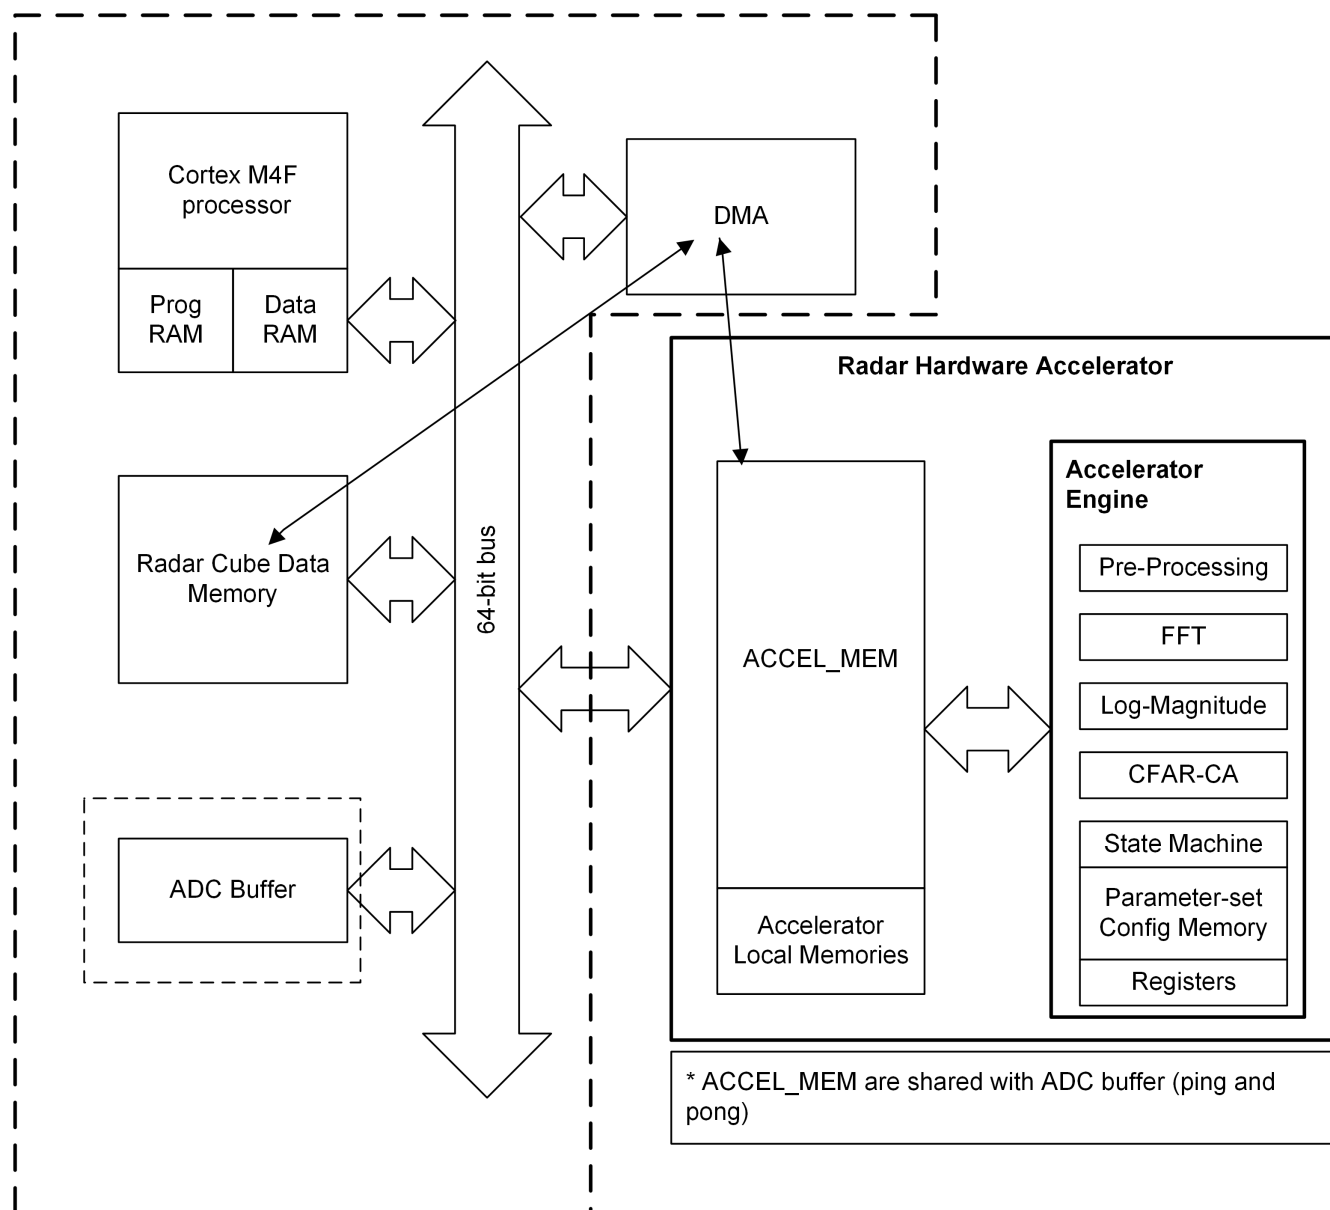 Cortex M4F
processor
Prog
RAM
Data
RAM
DMA
Radar Cube Data
Memory
64-bit bus
ADC Buffer
Radar Hardware Accelerator
ACCEL_MEM
Accelerator
Local Memories
Accelerator
Engine
Pre-Processing
FFT
Log-Magnitude
CFAR-CA
State Machine
Parameter-set
Config Memory
Registers
* ACCEL_MEM are shared with ADC buffer (ping and
pong)